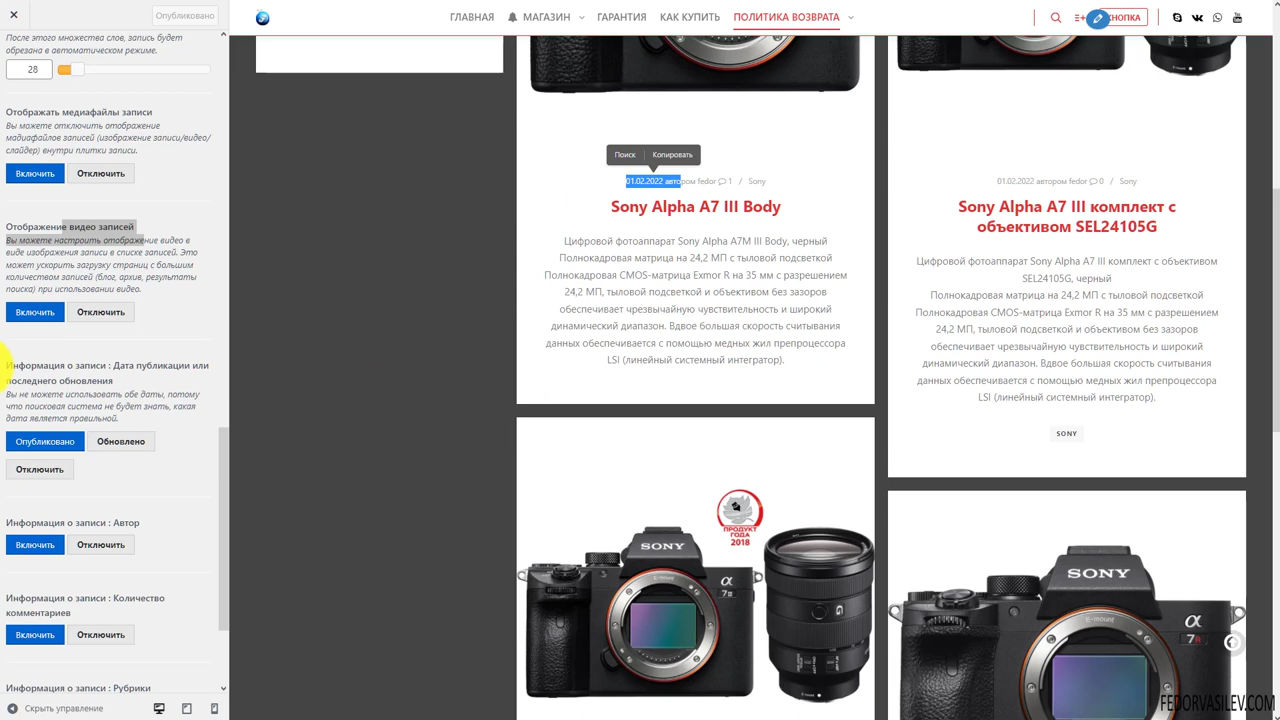 Опубликовано
После этого множества слов, запись будет
обрезана в автоматическом режиме.
28
Отображать медиафайлы записи
Вы можете отключить отображение
мадиафайлов записей (изображение записи/видео/
слайдер) внутри плитки записи.
Включить
Отключить
Отображение видео записей
Вы можете настроить отображение видео в
виде изображения записи в списке записей. Это
может ускорить загрузку страниц с большим
количеством записей (блог, архив, результаты
поиска) при использовании видео.
Включить
Отключить
Информация о записи : Дата публикации или
последнего обновления
Вы не можете использовать обе даты, потому
что поисковая система не будет знать, какая
дата является правильной.
Опубликовано
Обновлено
Отключить
Информация о записи : Автор
Включить
Отключить
Информация о записи : Количество
комментариев
Включить
Отключить
Информация о записи : Рубрики
Скрыть управление
ГЛАВНАЯ
МАГАЗИН
ГАРАНТИЯ
КАК КУПИТЬ
ПОЛИТИКА ВОЗВРАТА
КНОПКА
Поиск
Копировать
01.02.2022 автором fedor 1 / Sony
Sony Alpha A7 III Body
Цифровой фотоаппарат Sony Alpha A7M III Body, черный
Полнокадровая матрица на 24,2 МП с тыловой подсветкой
Полнокадровая CMOS-матрица Exmor R на 35 мм с разрешением
24,2 МП, тыловой подсветкой и объективом без зазоров
обеспечивает чрезвычайную чувствительность и широкий
динамический диапазон. Вдвое большая скорость считывания
данных обеспечивается с помощью медных жил препроцессора
LSI (линейный системный интегратор).
ПРОДУКТ
ГОДА
2018
SONY
α
7III
01.02.2022 автором fedor 0 / Sony
Sony Alpha A7 III комплект с
объективом SEL24105G
Цифровой фотоаппарат Sony Alpha A7 III комплект с объективом
SEL24105G, черный
Полнокадровая матрица на 24,2 МП с тыловой подсветкой
Полнокадровая CMOS-матрица Exmor R на 35 мм с разрешением
24,2 МП, тыловой подсветкой и объективом без зазоров
обеспечивает чрезвычайную чувствительность и широкий
динамический диапазон. Вдвое большая скорость считывания
данных обеспечивается с помощью медных жил препроцессора
LSI (линейный системный интегратор).
SONY
SONY
α
7R
FEDORVASILEV.COM